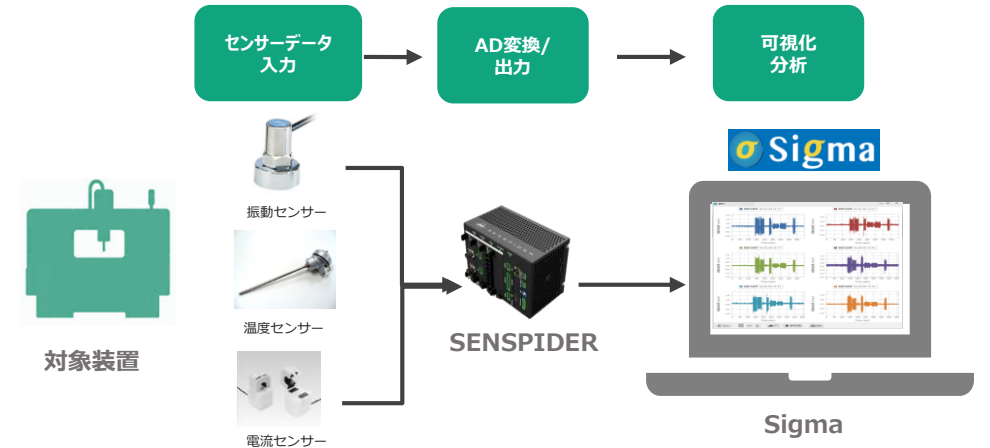 センサーデータ
入力
AD変換/
出力
可視化
分析
σ Sigma
振動センサー
温度センサー
SENSPIDER
対象装置
Sigma
電流センサー